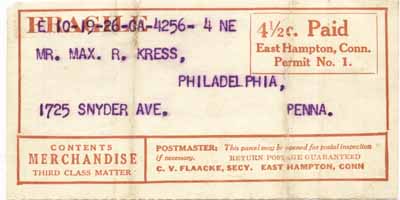 E 10-19-26-CA-4256- 4 NE
MR. MAX. R. KRESS,
PHILADELPHIA,
1725 SNYDER AVE. PENNA.
4½c. Paid
East Hampton, Conn.
Permit No. 1.
CONTENTS
MERCHANDISE
THIRD CLASS MATTER
POSTMASTER: This parcel may be opened for postal inspection
if necessary. RETURN POSTAGE GUARANTEED
C. V. FLAACKE, SECY. EAST HAMPTON, CONN